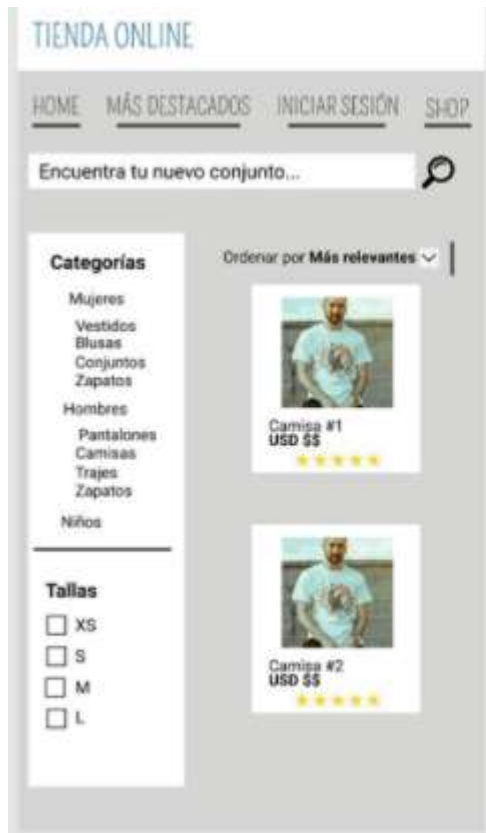 TIENDA ONLINE
HOME MÁS DESTACADOS INICIAR SESIÓN SHOP
Encuentra tu nuevo conjunto...
Categorías
Mujeres
Vestidos
Blusas
Conjuntos
Zapatos
Hombres
Pantalones
Camisas
Trajes
Zapatos
Niños
Tallas
XS
S
M
L
Ordenar por Más relevantes
Camisa #1
USD $$
Camisa #2
USD $$